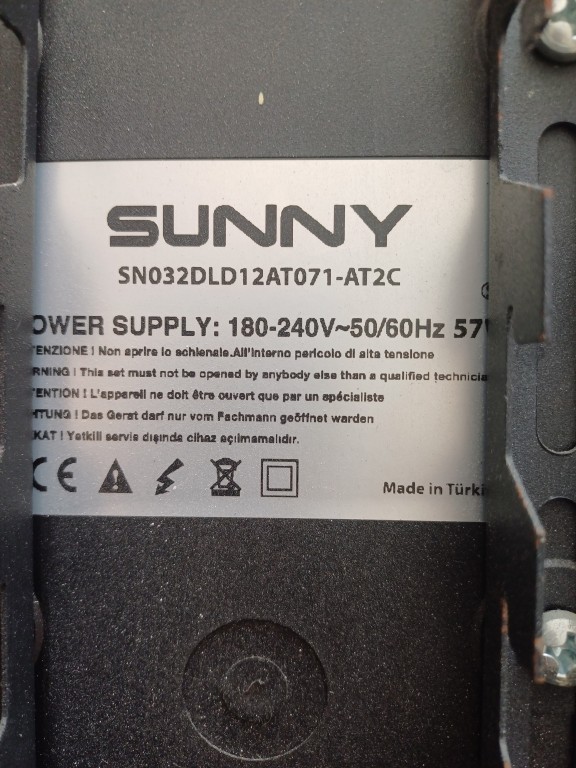 SUNNY
SN032DLD12AT071-AT2C
OWER SUPPLY: 180-240V~50/60Hz 57
TENZIONE ! Non aprire lo schienale.All'interno pericolo di alta tensione
RNING ! This set must not be opened by anybody else than a qualified technicia
TENTION ! L'appareil ne doit être ouvert que par un spécialiste
HTUNG ! Das Gerat darf nur vom Fachmann geöffnet warden
KAT ! Yetkili servis dışında cihaz açılmamalıdır.
CE
Made in Türki